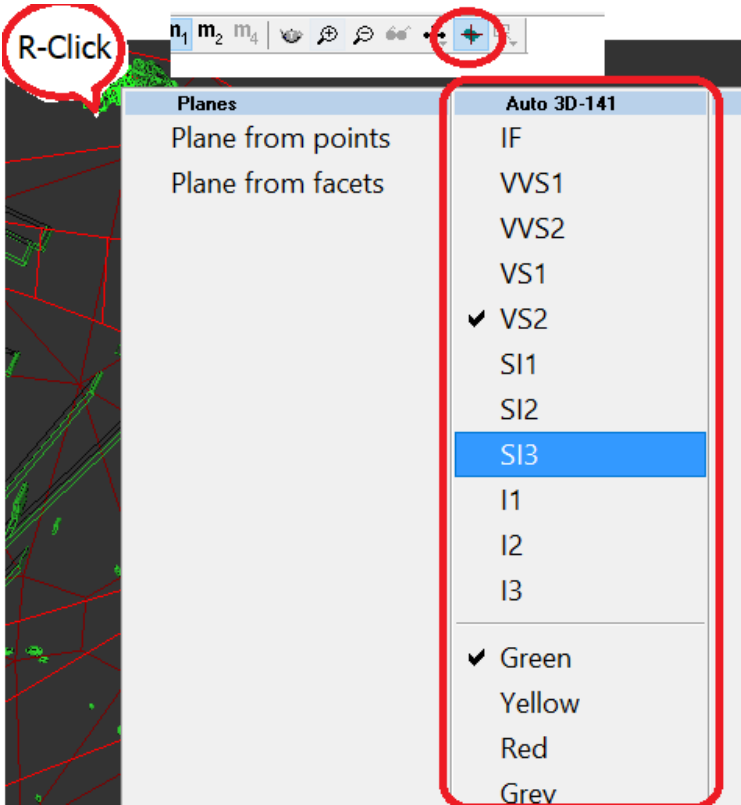 R-Click
m1 m2 m4
Planes
Auto 3D-141
Plane from points
IF
Plane from facets
VVS1
VVS2
VS1
VS2
SI1
SI2
SI3
I1
I2
I3
Green
Yellow
Red
Grey